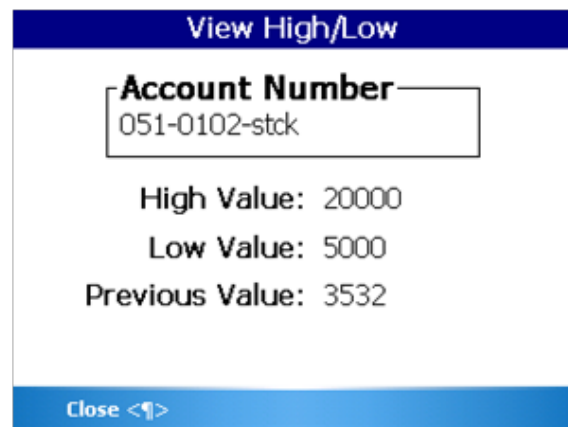 View High/Low
Account Number
051-0102-stck
High Value: 20000
Low Value: 5000
Previous Value: 3532
Close <¶>